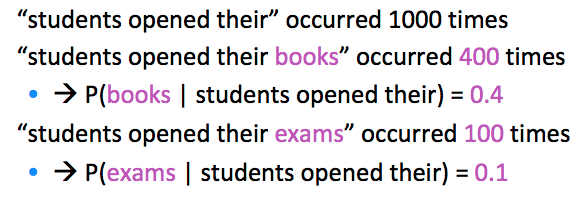 “students opened their” occurred 1000 times
“students opened their books” occurred 400 times
• → P(books | students opened their) = 0.4
“students opened their exams” occurred 100 times
• → P(exams | students opened their) = 0.1